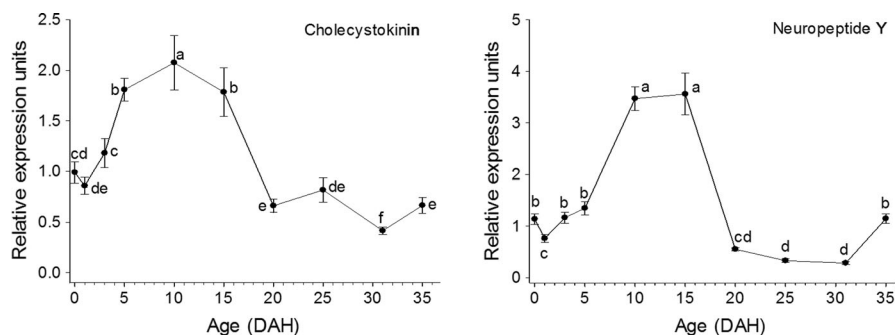 Cholecystokinin
Relative expression units
2.5
2.0
1.5
1.0
0.5
0.0
cd
de
c
b
a
b
e
de
f
e
0 5 10 15 20 25 30 35
Age (DAH)
Neuropeptide Y
Relative expression units
5
4
3
2
1
0
b
c
b
b
a
a
cd
d
d
b
0 5 10 15 20 25 30 35
Age (DAH)